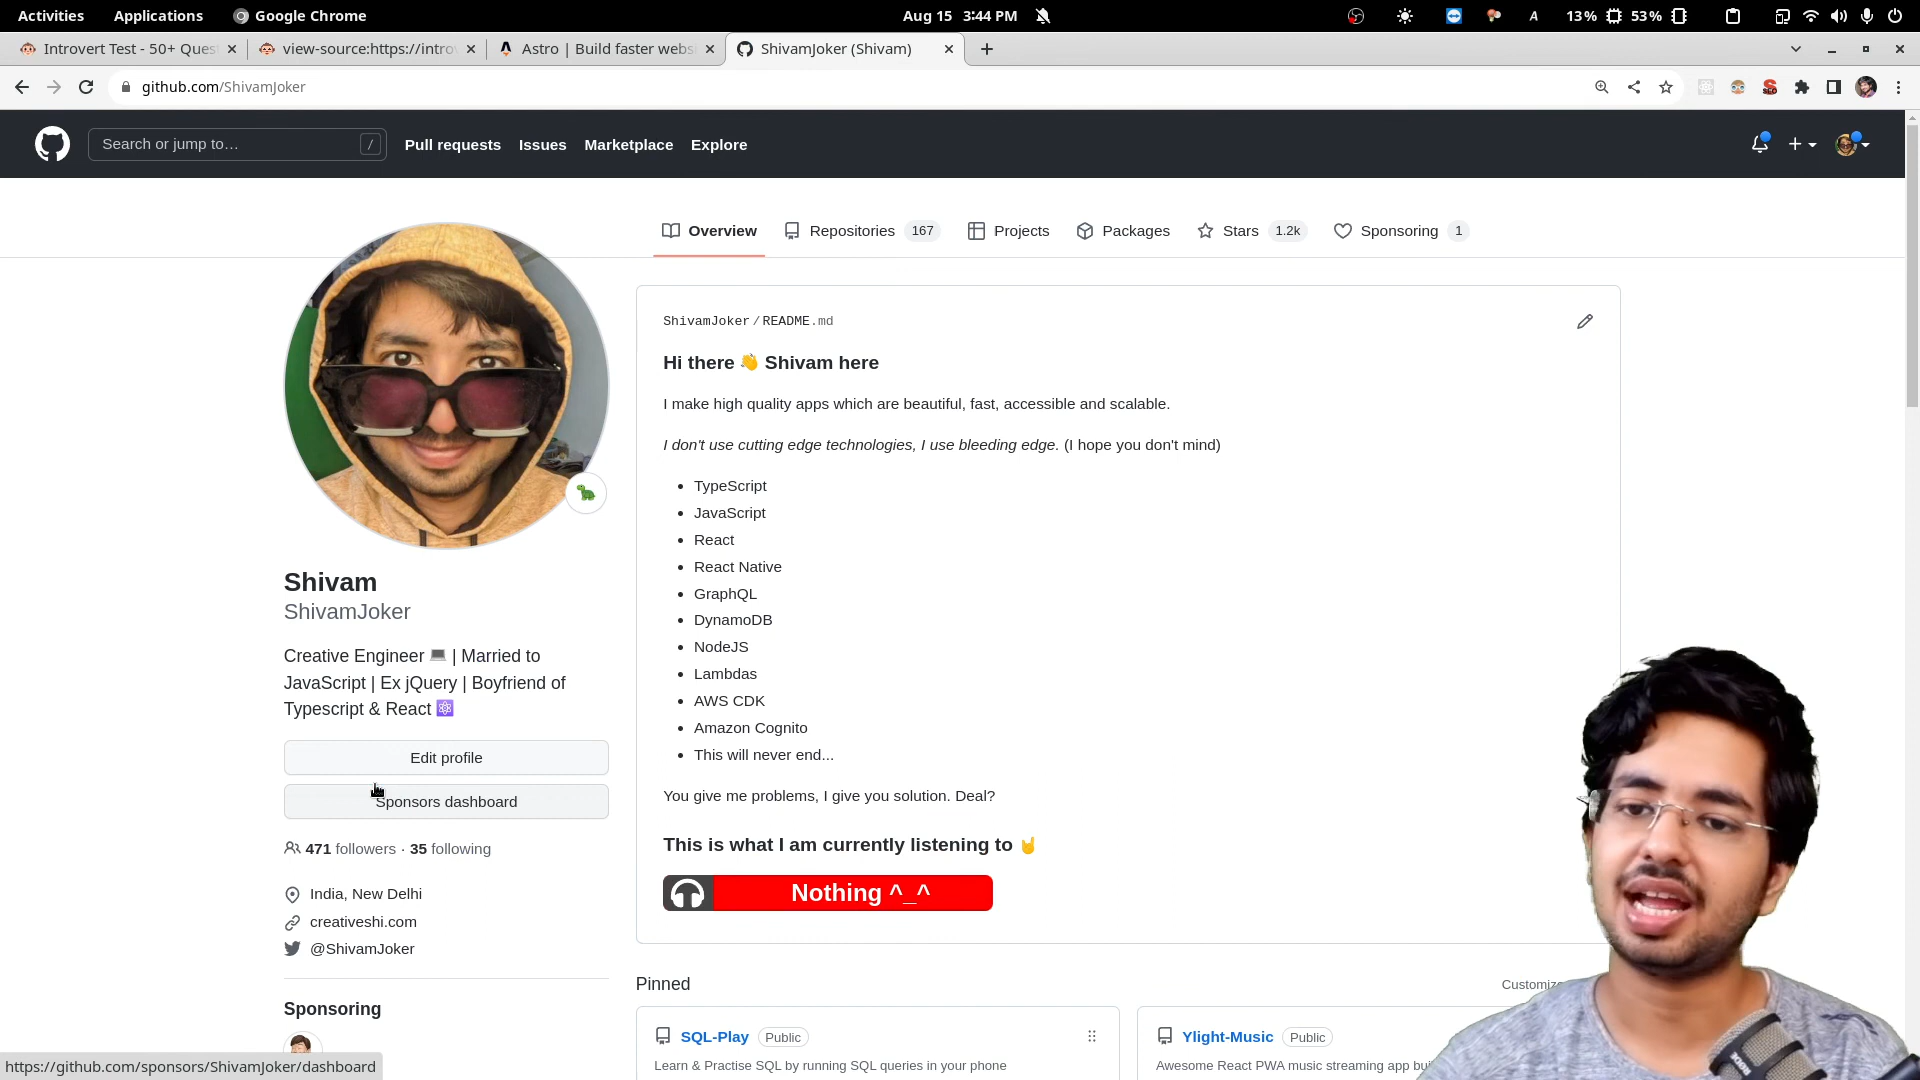 Activities Applications Google Chrome Aug 15 3:44 PM A 13% 53%
Introvert Test - 50+ Ques view-source:https://intro Astro | Build faster webs ShivamJoker (Shivam)
github.com/ShivamJoker
Search or jump to... / Pull requests Issues Marketplace Explore
Overview Repositories 167 Projects Packages Stars 1.2k Sponsoring 1
ShivamJoker/README.md
Hi there 👋 Shivam here
I make high quality apps which are beautiful, fast, accessible and scalable.
I don't use cutting edge technologies, I use bleeding edge. (I hope you don't mind)
• TypeScript
• JavaScript
• React
• React Native
• GraphQL
• DynamoDB
• NodeJS
• Lambdas
• AWS CDK
• Amazon Cognito
• This will never end...
You give me problems, I give you solution. Deal?
This is what I am currently listening to 🤘
Nothing ^_^
Shivam
ShivamJoker
Creative Engineer 💻 | Married to
JavaScript | Ex jQuery | Boyfriend of
Typescript & React ⚛
Edit profile
Sponsors dashboard
471 followers · 35 following
India, New Delhi
creativeshi.com
@ShivamJoker
Sponsoring
Pinned Customize
SQL-Play Public
Learn & Practise SQL by running SQL queries in your phone
Ylight-Music Public
Awesome React PWA music streaming app
https://github.com/sponsors/ShivamJoker/dashboard
RODE